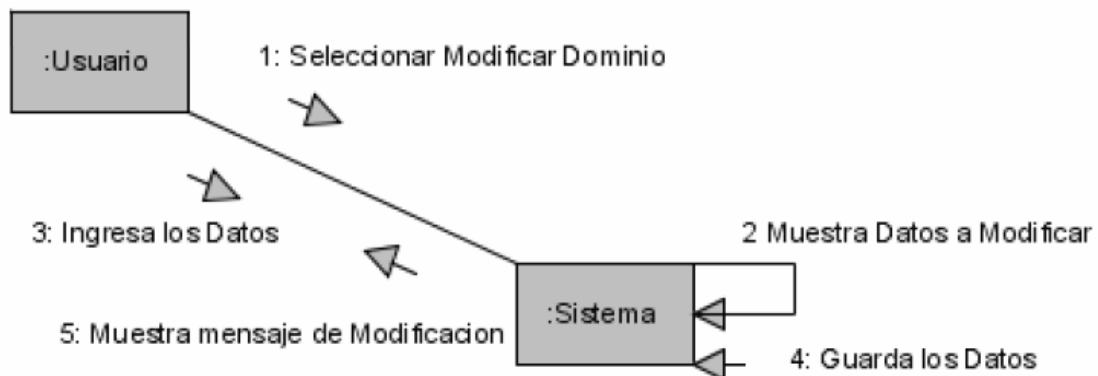 :Usuario
1: Seleccionar Modificar Dominio
3: Ingresa los Datos
2 Muestra Datos a Modificar
:Sistema
5: Muestra mensaje de Modificacion
4: Guarda los Datos